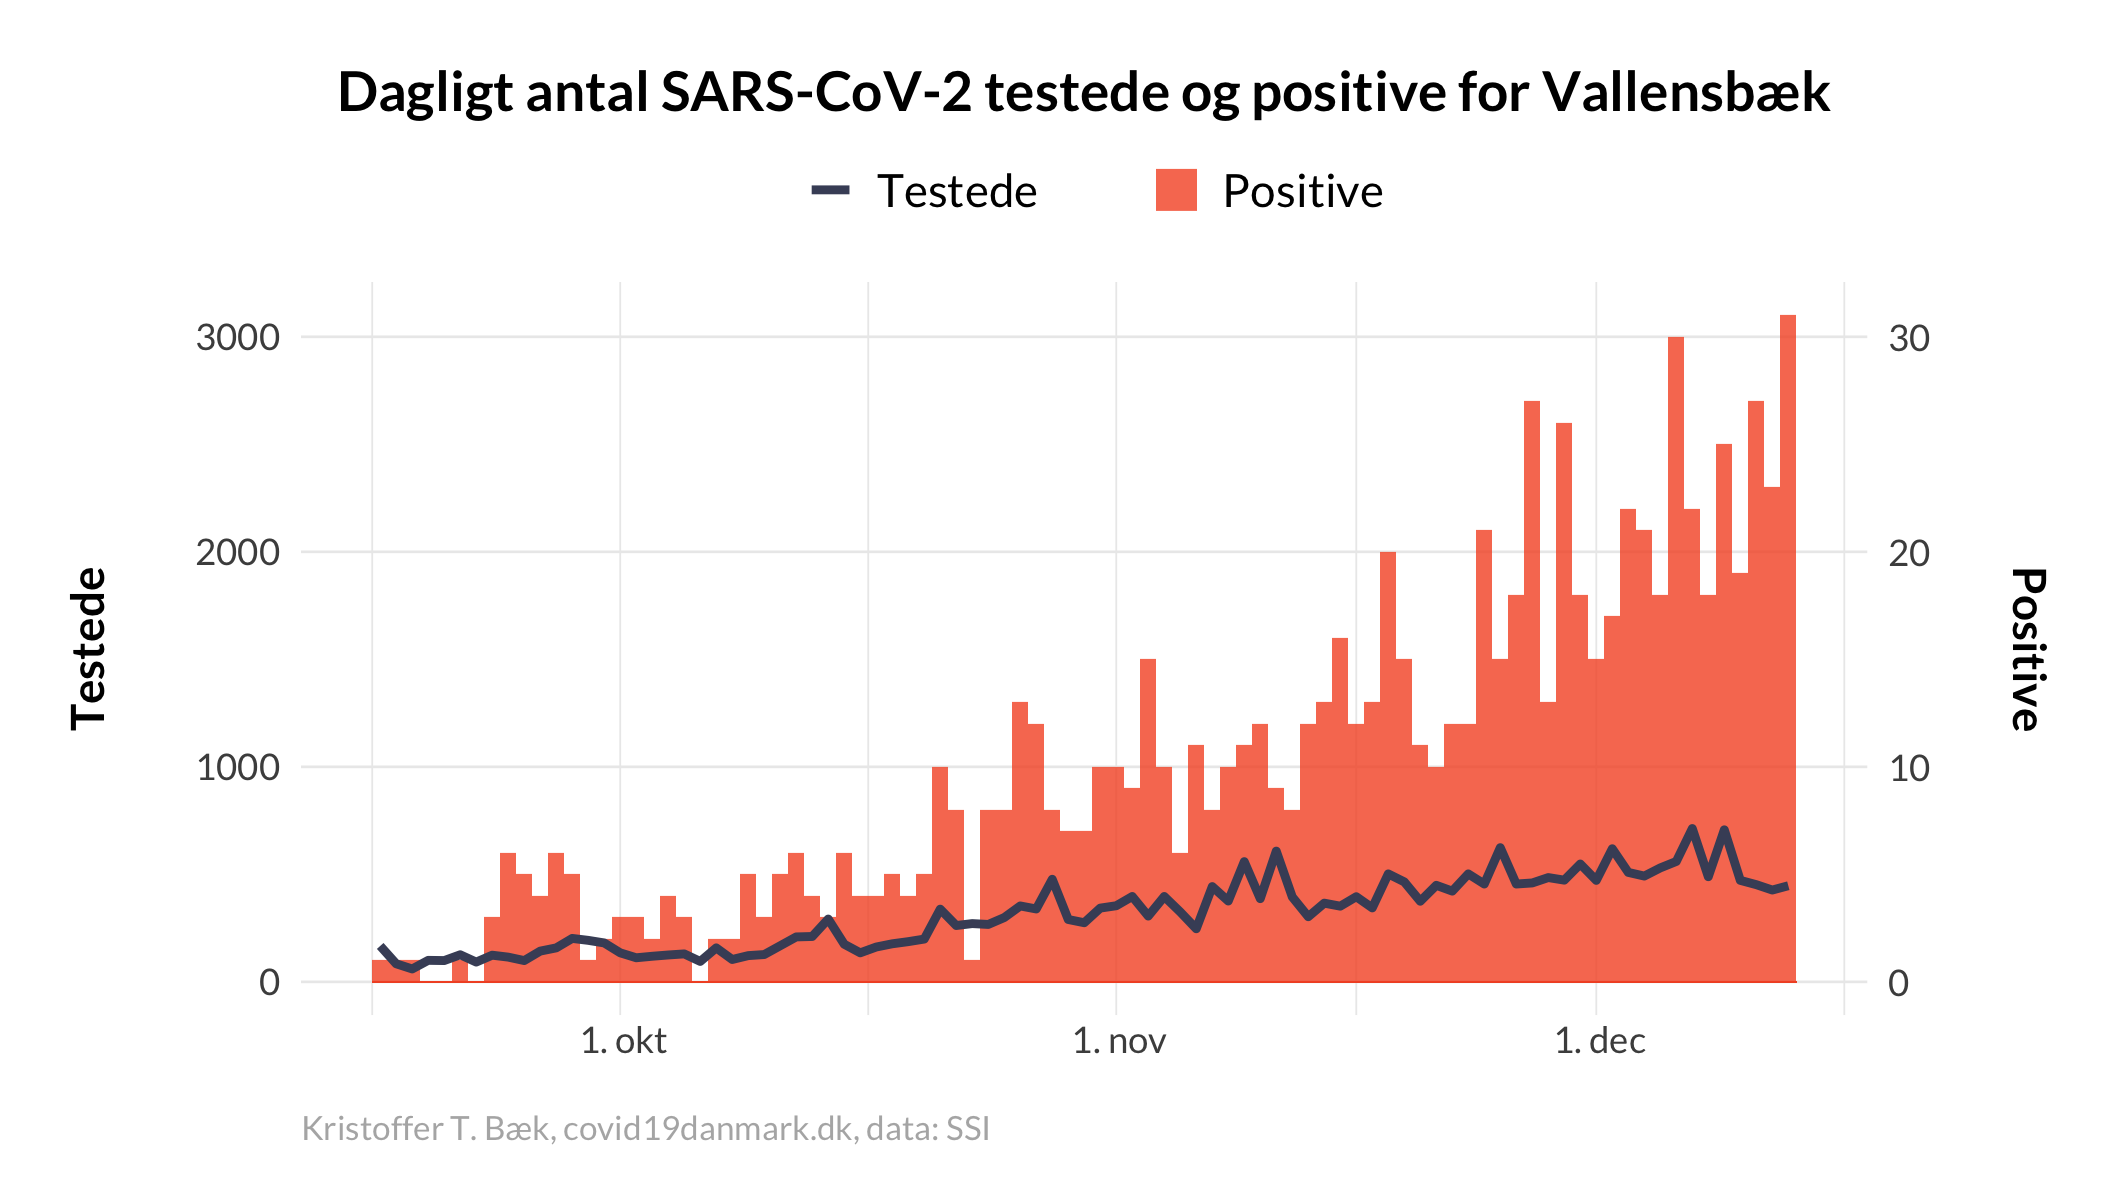 Dagligt antal SARS-CoV-2 testede og positive for Vallensbæk
Testede
Positive
3000
2000
1000
0
Testede
30
20
10
0
Positive
1. okt
1. nov
1. dec
Kristoffer T. Bæk, covid19danmark.dk, data: SSI